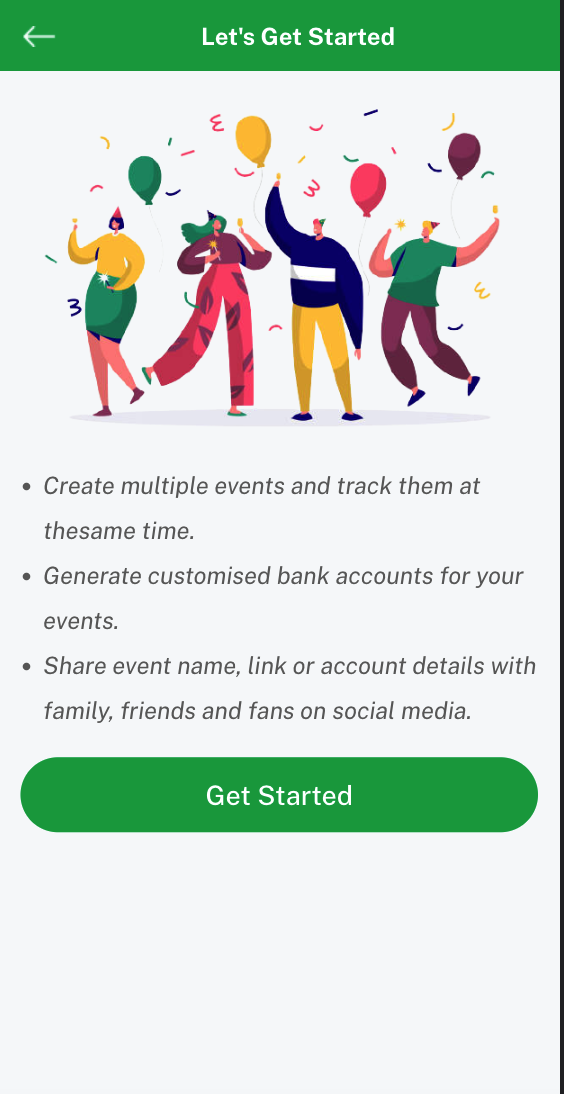 Let's Get Started
• Create multiple events and track them at
thesame time.
• Generate customised bank accounts for your
events.
• Share event name, link or account details with
family, friends and fans on social media.
Get Started